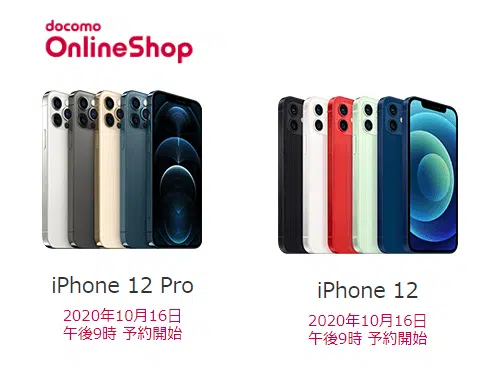 docomo
OnlineShop
iPhone 12 Pro
2020年10月16日
午後9時 予約開始
iPhone 12
2020年10月16日
午後9時 予約開始